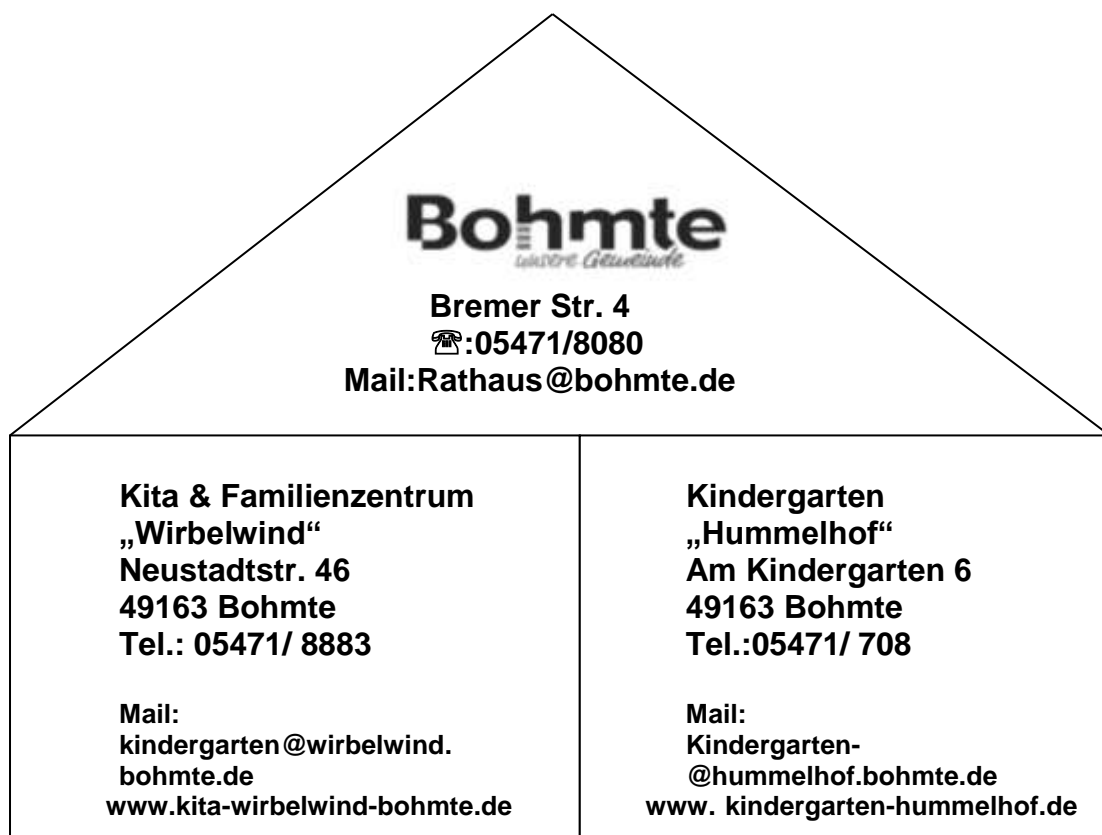 Bohmte
unsere Gemeinde
Bremer Str. 4
☎:05471/8080
Mail:Rathaus@bohmte.de
Kita & Familienzentrum
„Wirbelwind“
Neustadtstr. 46
49163 Bohmte
Tel.: 05471/ 8883
Mail:
kindergarten@wirbelwind.
bohmte.de
www.kita-wirbelwind-bohmte.de
Kindergarten
„Hummelhof“
Am Kindergarten 6
49163 Bohmte
Tel.:05471/ 708
Mail:
Kindergarten-
@hummelhof.bohmte.de
www. kindergarten-hummelhof.de